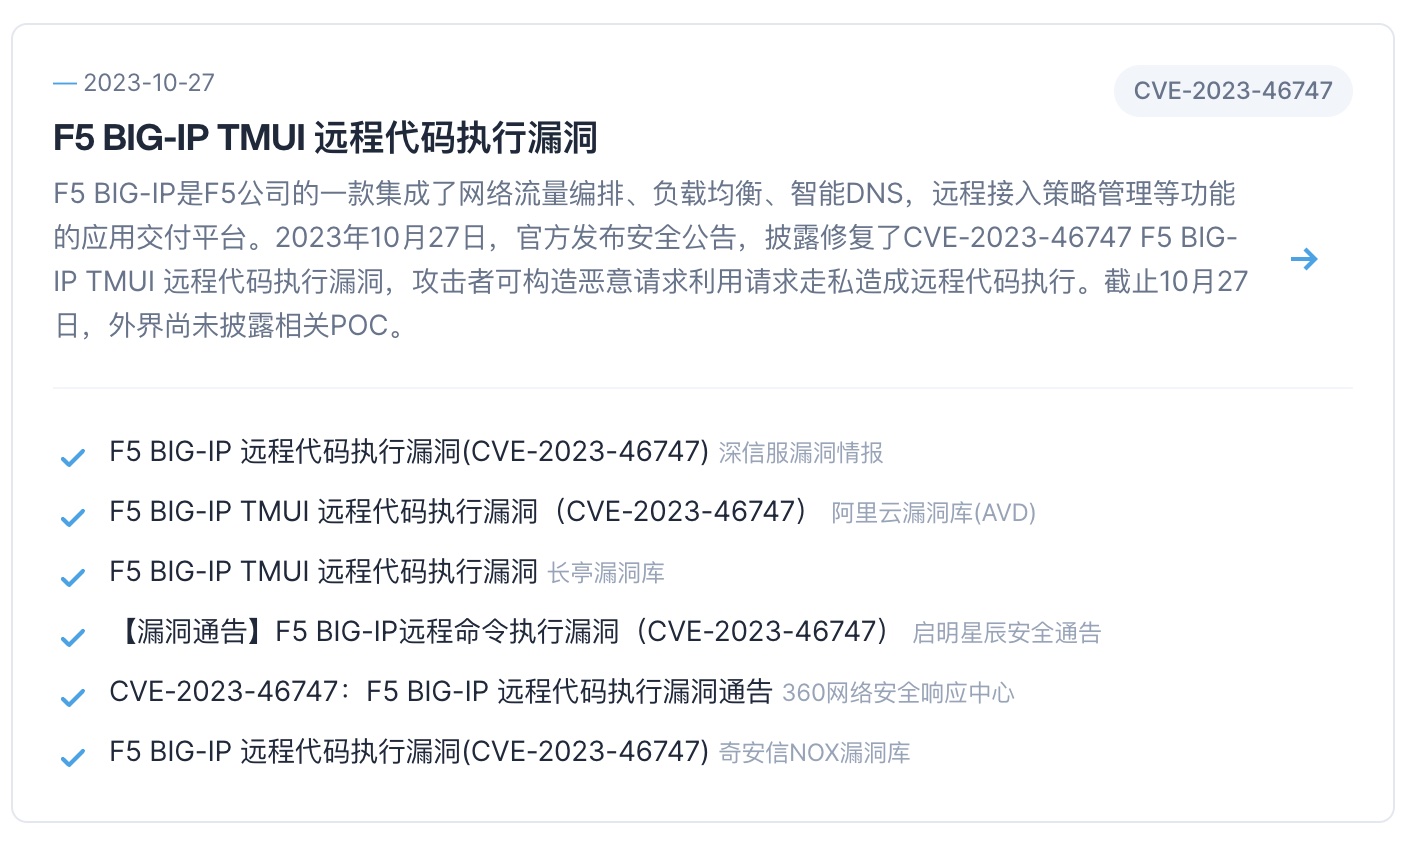 — 2023-10-27
CVE-2023-46747
F5 BIG-IP TMUI 远程代码执行漏洞
F5 BIG-IP是F5公司的一款集成了网络流量编排、负载均衡、智能DNS，远程接入策略管理等功能
的应用交付平台。2023年10月27日，官方发布安全公告，披露修复了CVE-2023-46747 F5 BIG-
IP TMUI 远程代码执行漏洞，攻击者可构造恶意请求利用请求走私造成远程代码执行。截止10月27
日，外界尚未披露相关POC。
F5 BIG-IP 远程代码执行漏洞(CVE-2023-46747) 深信服漏洞情报
F5 BIG-IP TMUI 远程代码执行漏洞（CVE-2023-46747） 阿里云漏洞库(AVD)
F5 BIG-IP TMUI 远程代码执行漏洞 长亭漏洞库
【漏洞通告】F5 BIG-IP远程命令执行漏洞（CVE-2023-46747） 启明星辰安全通告
CVE-2023-46747：F5 BIG-IP 远程代码执行漏洞通告 360网络安全响应中心
F5 BIG-IP 远程代码执行漏洞(CVE-2023-46747) 奇安信NOX漏洞库